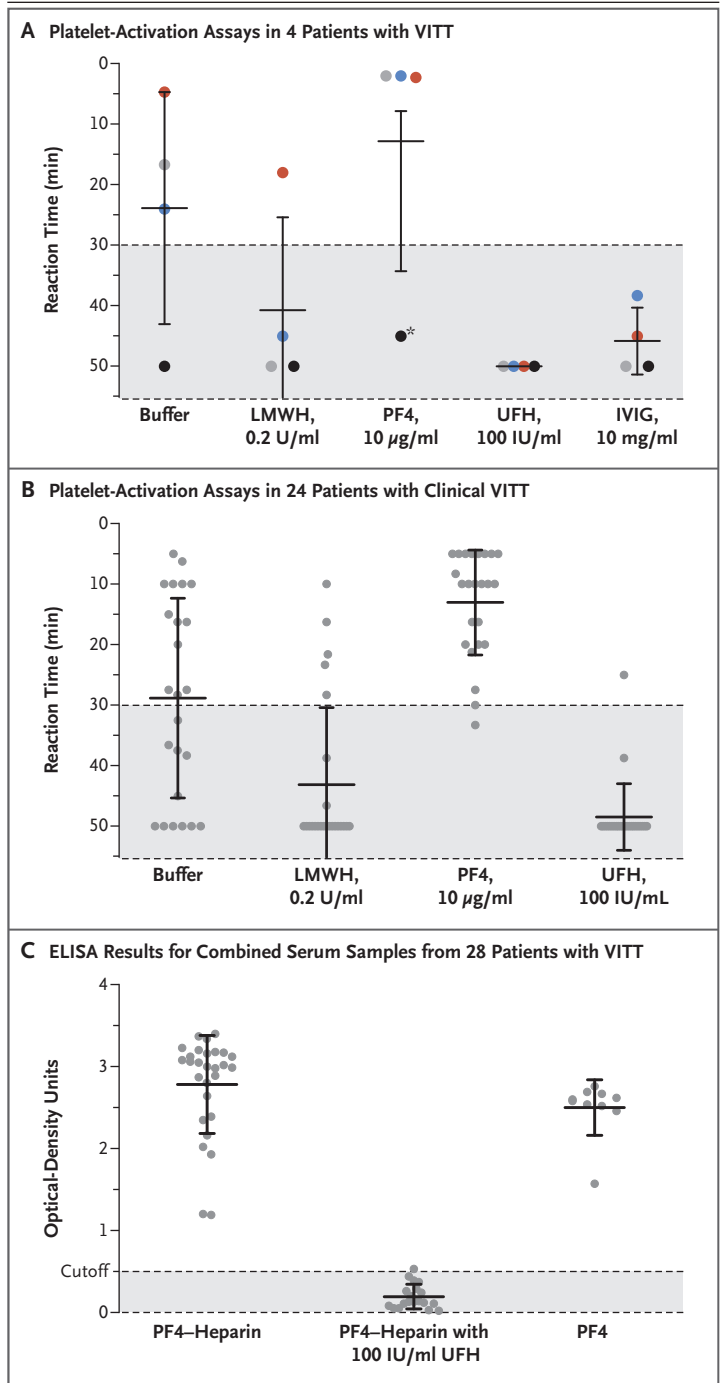 A Platelet-Activation Assays in 4 Patients with VITT
Reaction Time (min)
0
10
20
30
40
50
*
Buffer
LMWH,
0.2 U/ml
PF4,
10 µg/ml
UFH,
100 IU/ml
IVIG,
10 mg/ml
B Platelet-Activation Assays in 24 Patients with Clinical VITT
Reaction Time (min)
0
10
20
30
40
50
Buffer
LMWH,
0.2 U/ml
PF4,
10 µg/ml
UFH,
100 IU/mL
C ELISA Results for Combined Serum Samples from 28 Patients with VITT
Optical-Density Units
4
3
2
1
Cutoff
0
PF4–Heparin
PF4–Heparin with
100 IU/ml UFH
PF4